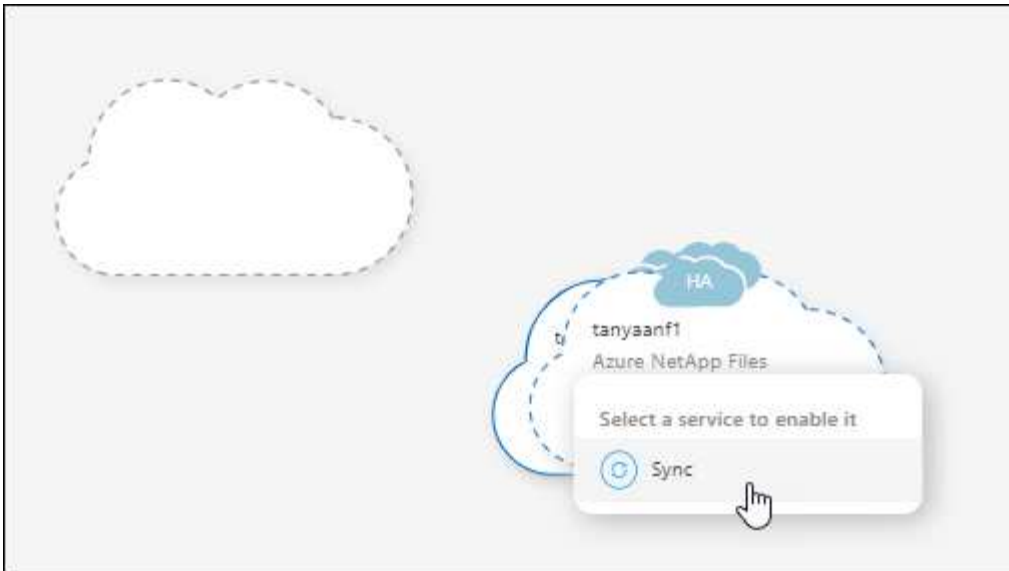 HA
tanyaanf1
Azure NetApp Files
Select a service to enable it
Sync